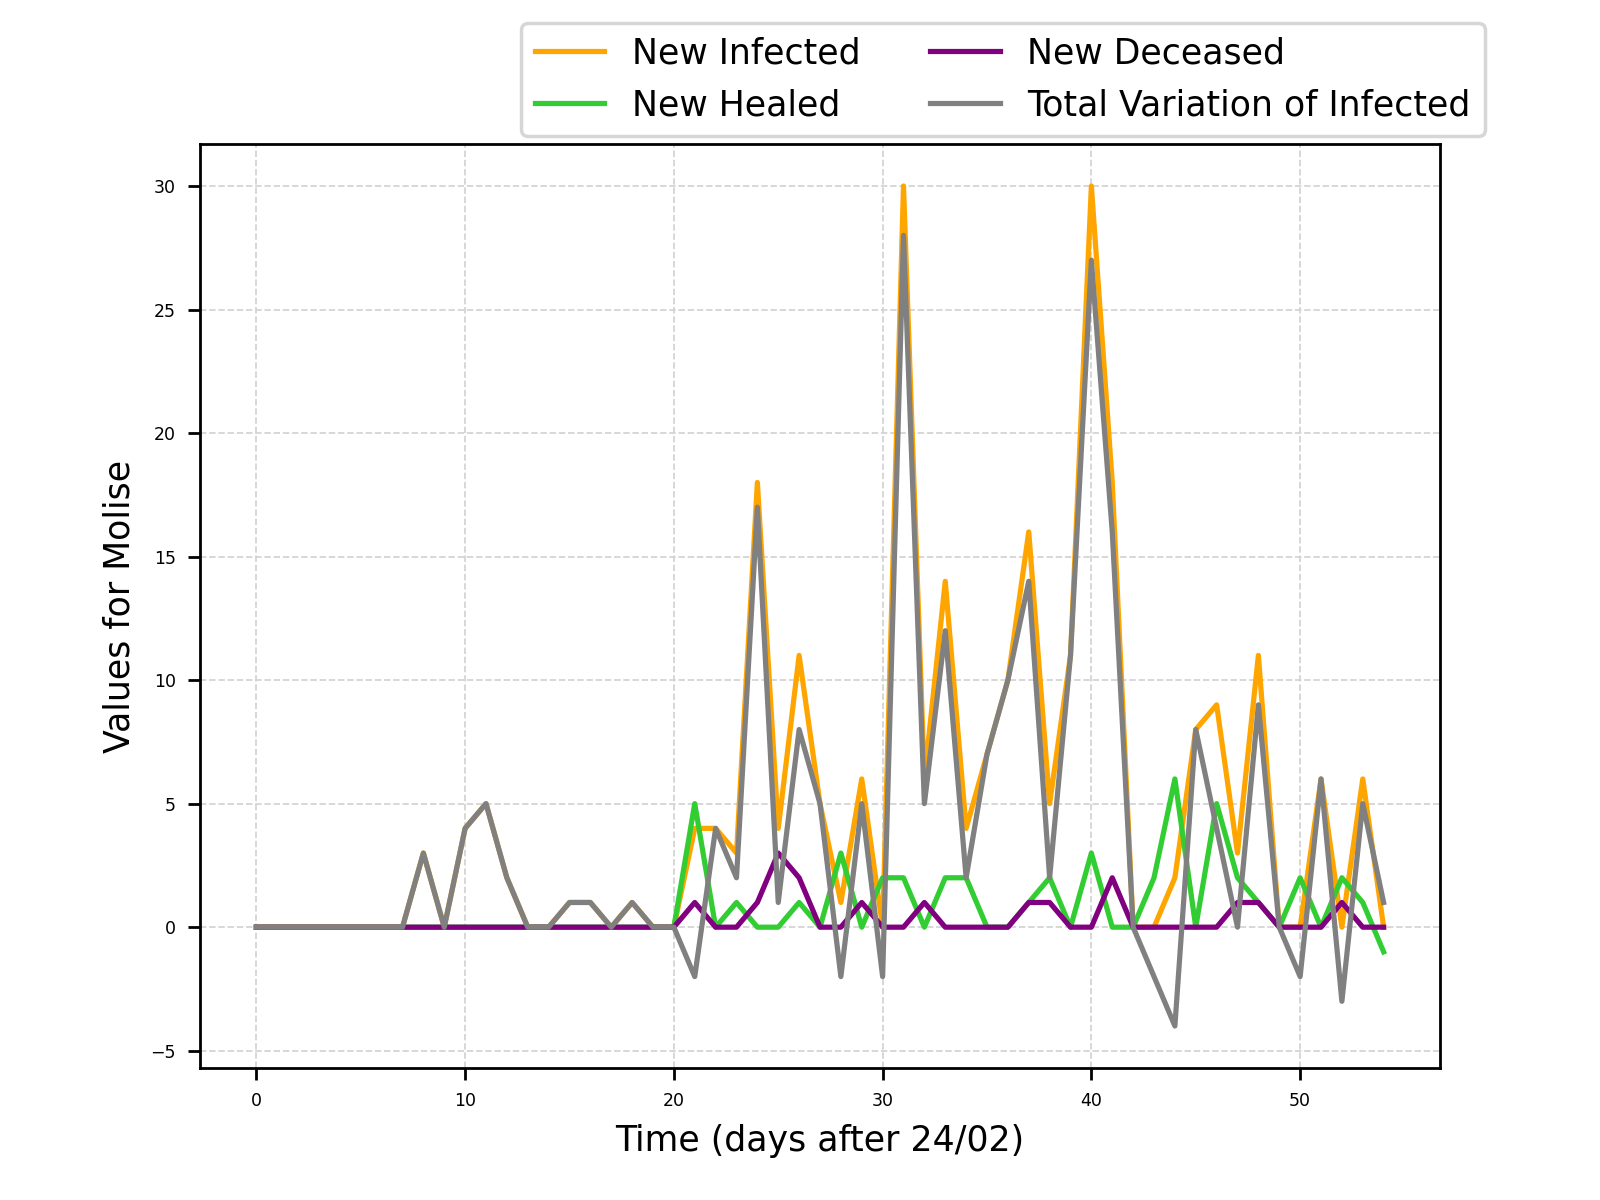 New Infected
New Healed
New Deceased
Total Variation of Infected
30
25
20
15
10
5
0
−5
Values for Molise
0 10 20 30 40 50
Time (days after 24/02)